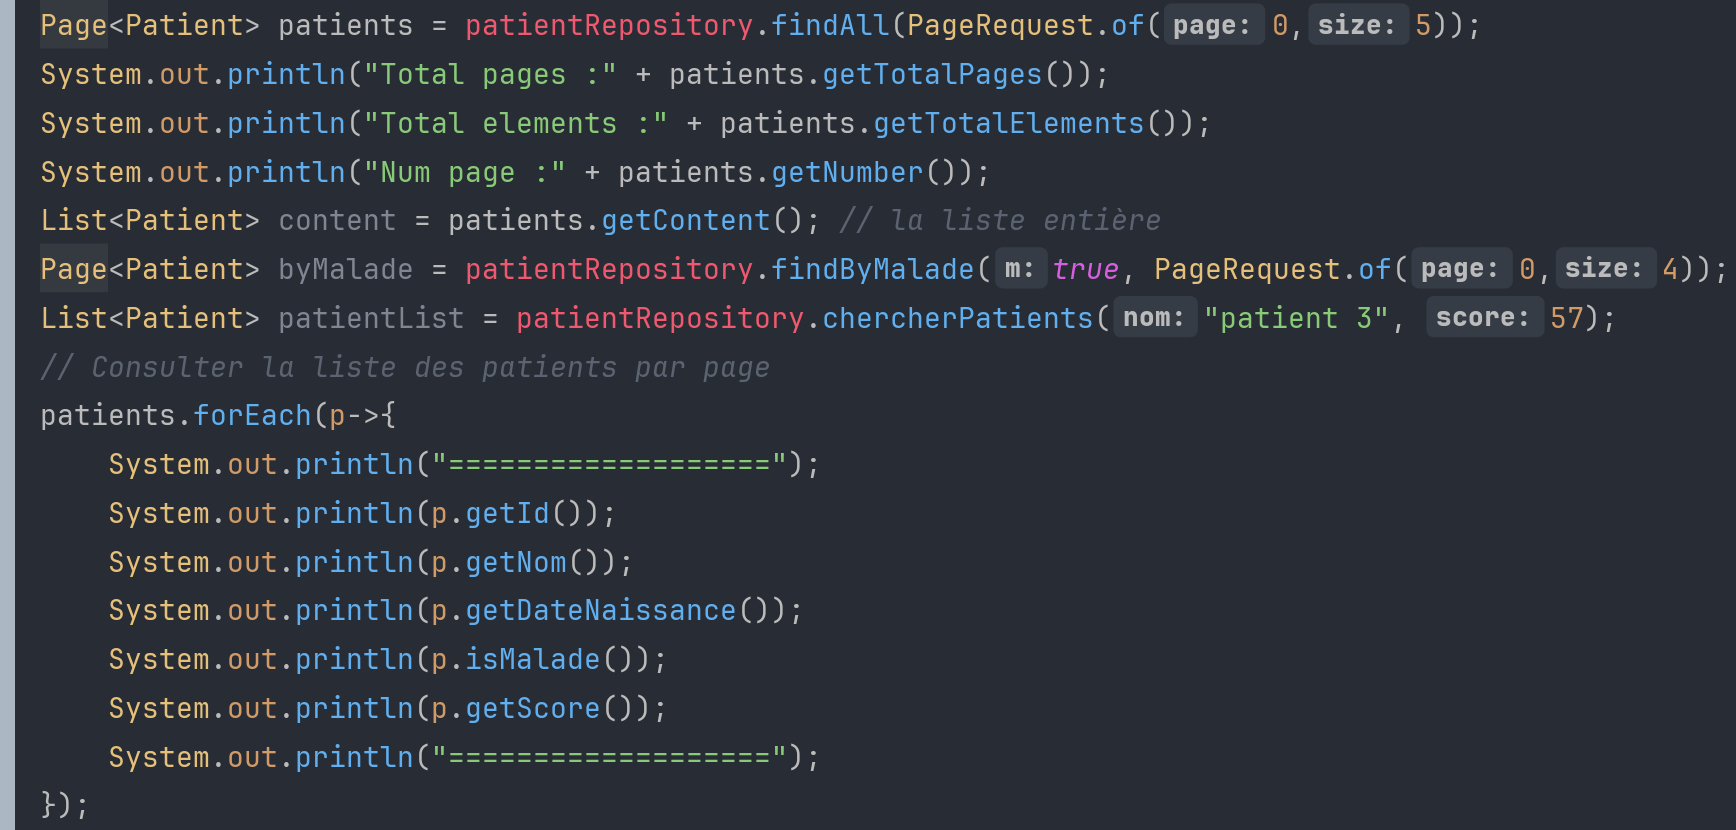 Page<Patient> patients = patientRepository.findAll(PageRequest.of( page: 0, size: 5));
System.out.println("Total pages :" + patients.getTotalPages());
System.out.println("Total elements :" + patients.getTotalElements());
System.out.println("Num page :" + patients.getNumber());
List<Patient> content = patients.getContent(); // la liste entière
Page<Patient> byMalade = patientRepository.findByMalade( m: true, PageRequest.of( page: 0, size: 4));
List<Patient> patientList = patientRepository.chercherPatients( nom: "patient 3", score: 57);
// Consulter la liste des patients par page
patients.forEach(p->{
    System.out.println("===================");
    System.out.println(p.getId());
    System.out.println(p.getNom());
    System.out.println(p.getDateNaissance());
    System.out.println(p.isMalade());
    System.out.println(p.getScore());
    System.out.println("===================");
});